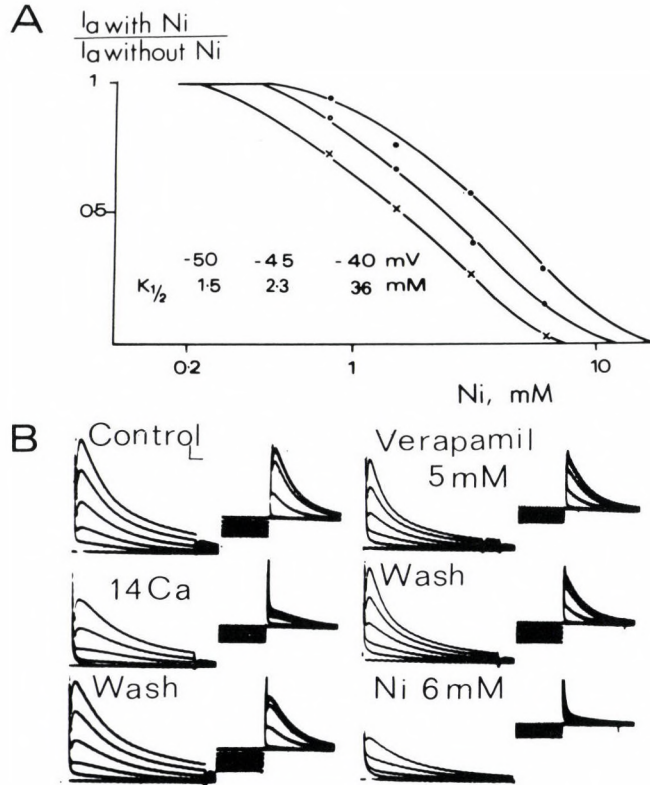 A
Ia with Ni
Ia without Ni
1
0.5
-50 -45 -40 mV
K1/2 1.5 2.3 36 mM
0.2 1 10
Ni, mM
B
Control
Verapamil
5mM
14Ca
Wash
Wash
Ni 6mM